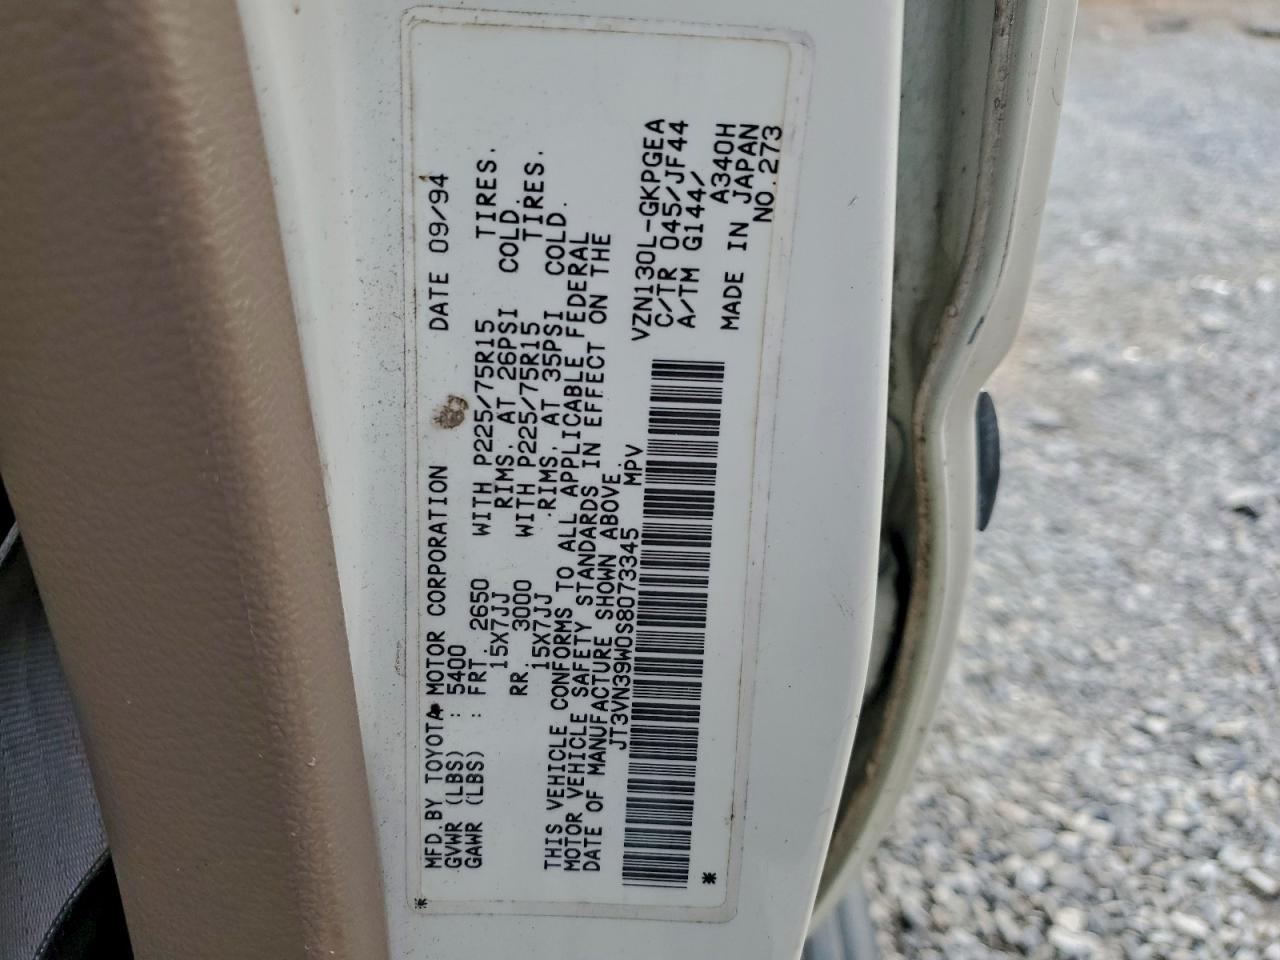 MFD. BY TOYOTA MOTOR CORPORATION DATE 09/94
GVWR (LBS) : 5400
GAWR (LBS) : FRT. 2650 WITH P225/75R15 TIRES.
15X7JJ RIMS. AT 26PSI COLD.
RR. 3000 WITH P225/75R15 TIRES.
15X7JJ RIMS. AT 35PSI COLD.
THIS VEHICLE CONFORMS TO ALL APPLICABLE FEDERAL
MOTOR VEHICLE SAFETY STANDARDS IN EFFECT ON THE
DATE OF MANUFACTURE SHOWN ABOVE.
JT3VN39W0S8073345 MPV
VZN130L-GKPGEA
C/TR 045/JF44
A/TM G144/
A340H
MADE IN JAPAN
NO.273